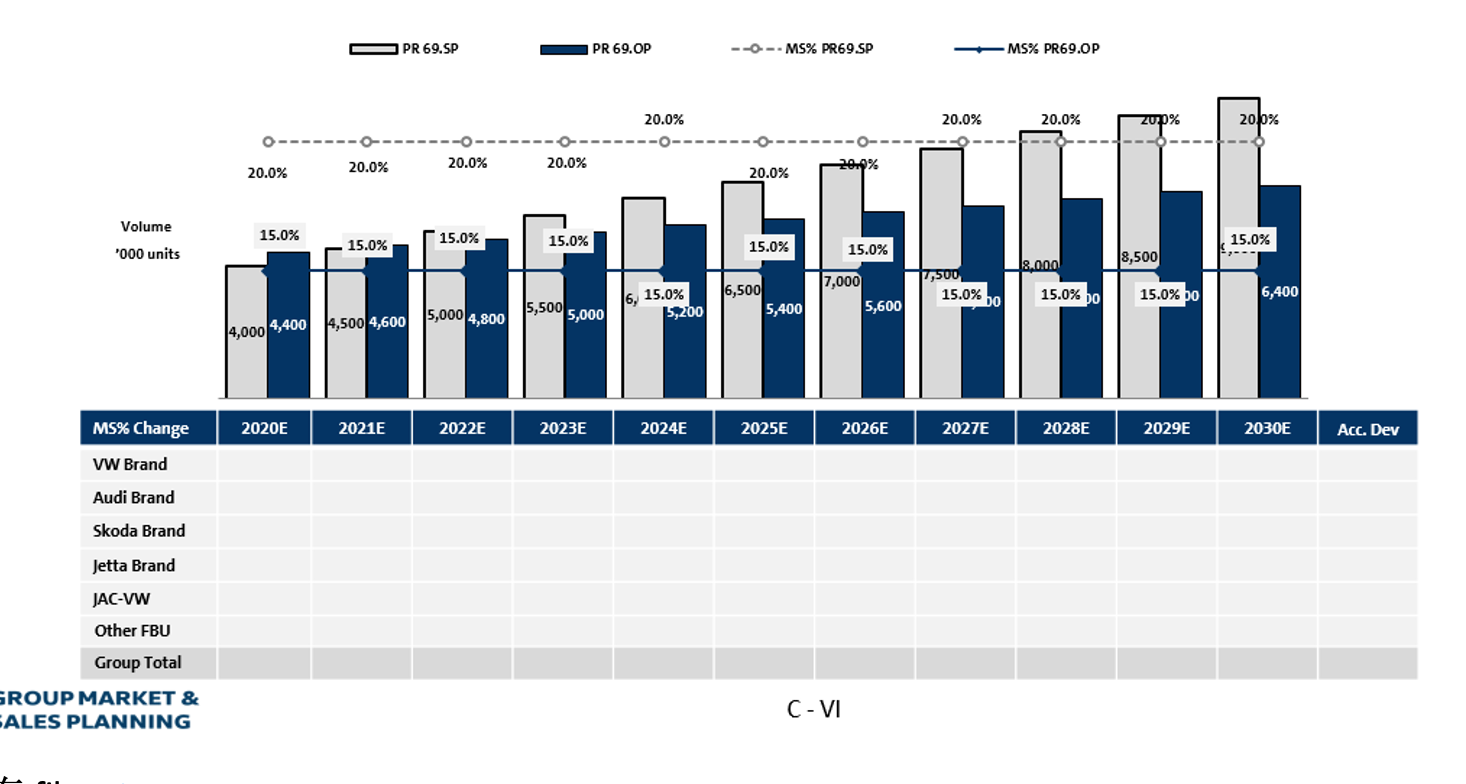 PR 69.SP PR 69.OP MS% PR69.SP MS% PR69.OP
20.0% 20.0% 20.0% 20.0% 20.0% 20.0% 20.0% 20.0% 20.0% 20.0% 20.0%
Volume
'000 units
15.0% 15.0% 15.0% 15.0% 15.0% 15.0% 15.0% 15.0% 15.0% 15.0% 15.0%
4,000 4,400 4,500 4,600 5,000 4,800 5,500 5,000 5,200 6,500 5,400 7,000 5,600 7,500 8,000 8,500 6,400
MS% Change 2020E 2021E 2022E 2023E 2024E 2025E 2026E 2027E 2028E 2029E 2030E Acc. Dev
VW Brand
Audi Brand
Skoda Brand
Jetta Brand
JAC-VW
Other FBU
Group Total
GROUP MARKET &
SALES PLANNING
C - VI